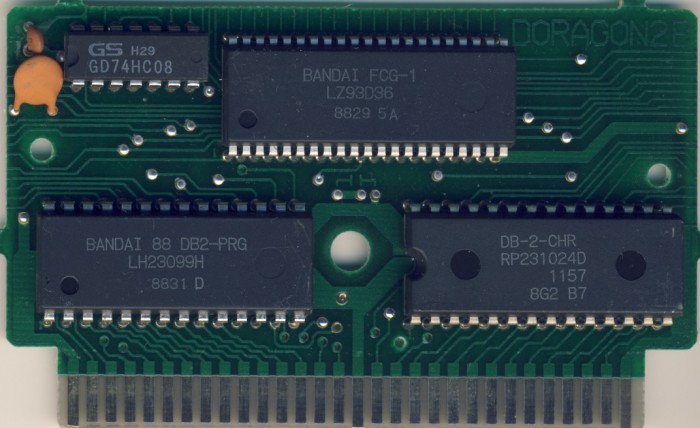 DORAGON2
GS H29
GD74HC08
BANDAI FCG-1
LZ93D36
8829 5A
BANDAI 88 DB2-PRG
LH23099H
8831 D
DB-2-CHR
RP231024D
1157
8G2 B7
1